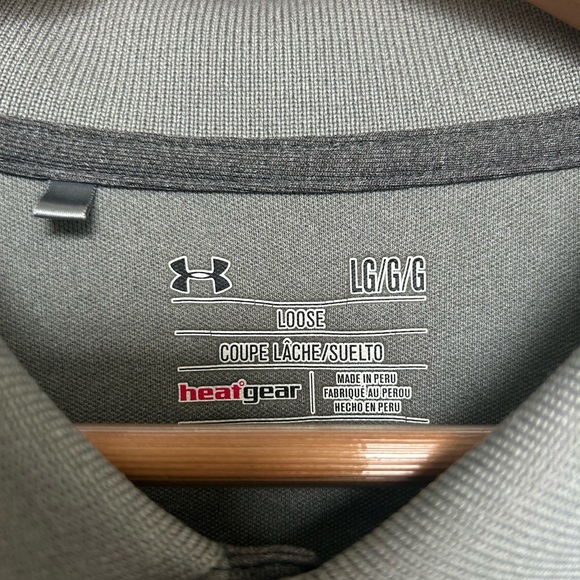 LG/G/G
LOOSE
COUPE LÂCHE/SUELTO
heatgear
MADE IN PERU
FABRIQUÉ AU PEROU
HECHO EN PERU